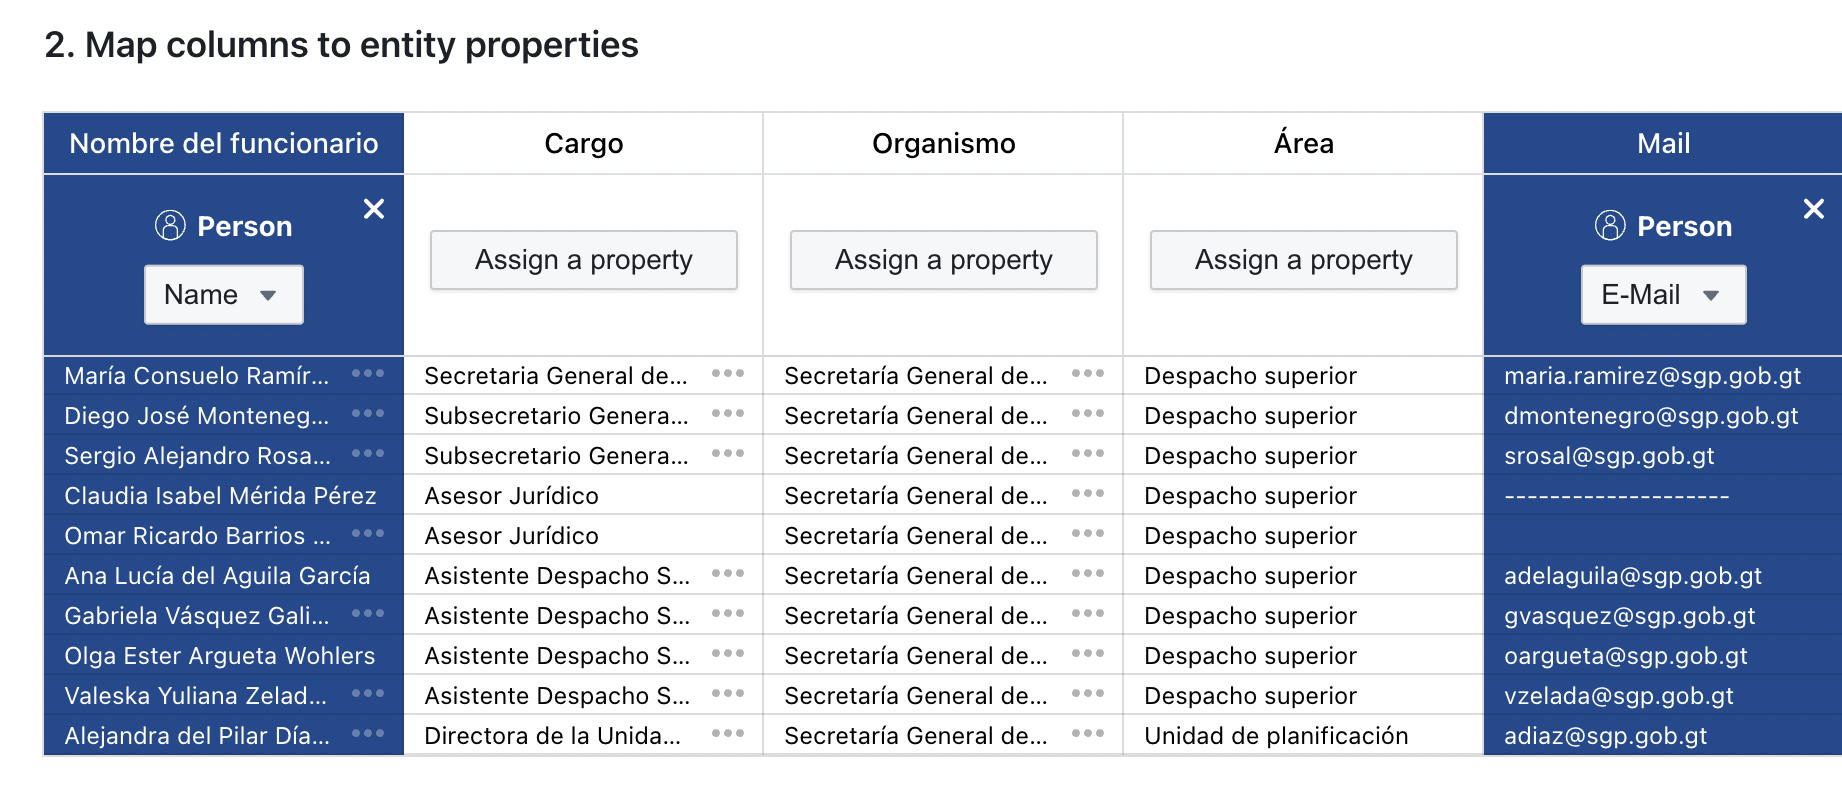 2. Map columns to entity properties
Nombre del funcionario Cargo Organismo Área Mail
Person Person
Name Assign a property Assign a property Assign a property E-Mail
María Consuelo Ramír... Secretaria General de... Secretaría General de... Despacho superior maria.ramirez@sgp.gob.gt
Diego José Monteneg... Subsecretario Genera... Secretaría General de... Despacho superior dmontenegro@sgp.gob.gt
Sergio Alejandro Rosa... Subsecretario Genera... Secretaría General de... Despacho superior srosal@sgp.gob.gt
Claudia Isabel Mérida Pérez Asesor Jurídico Secretaría General de... Despacho superior --------------------
Omar Ricardo Barrios ... Asesor Jurídico Secretaría General de... Despacho superior
Ana Lucía del Aguila García Asistente Despacho S... Secretaría General de... Despacho superior adelaguila@sgp.gob.gt
Gabriela Vásquez Gali... Asistente Despacho S... Secretaría General de... Despacho superior gvasquez@sgp.gob.gt
Olga Ester Argueta Wohlers Asistente Despacho S... Secretaría General de... Despacho superior oargueta@sgp.gob.gt
Valeska Yuliana Zelad... Asistente Despacho S... Secretaría General de... Despacho superior vzelada@sgp.gob.gt
Alejandra del Pilar Día... Directora de la Unida... Secretaría General de... Unidad de planificación adiaz@sgp.gob.gt